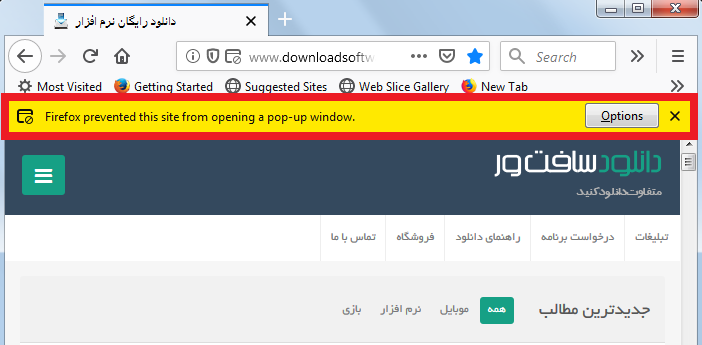 دانلود رایگان نرم افزار
www.downloadsoftw
Search
Most Visited Getting Started Suggested Sites Web Slice Gallery New Tab
Firefox prevented this site from opening a pop-up window. Options
دانلود سافت ور
متفاوت دانلود کنید
تبلیغات درخواست برنامه راهنمای دانلود فروشگاه تماس با ما
جدیدترین مطالب همه موبایل نرم افزار بازی